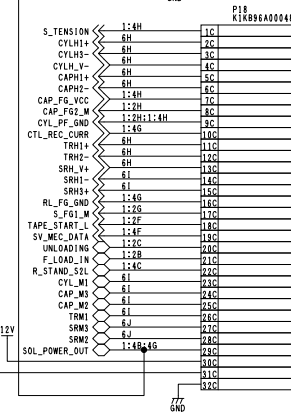 P18
K1KB96A0004
S_TENSION 1:4H 1C
CYLH1+ 6H 2C
CYLH3- 6H 3C
CYLH_V- 6H 4C
CAPH1+ 6H 5C
CAPH2- 6H 6C
CAP_FG_VCC 1:4H 7C
CAP_FG2_M 1:2H 8C
CYL_PF_GND 1:2H;1:4H 9C
CTL_REC_CURR 1:4G 10C
TRH1+ 6H 11C
TRH2- 6H 12C
SRH_V+ 6H 13C
SRH1- 6I 14C
SRH3+ 6I 15C
RL_FG_GND 1:4G 16C
S_FG1_M 1:2G 17C
TAPE_START_L 1:2F 18C
SV_MEC_DATA 1:4F 19C
UNLOADING 1:2C 20C
F_LOAD_IN 1:2B 21C
R_STAND_S2L 1:4C 22C
CYL_M1 6I 23C
CAP_M3 6I 24C
CAP_M2 6I 25C
TRM1 6I 26C
SRM3 6J 27C
SRM2 6J 28C
SOL_POWER_OUT 1:4B;4G 29C
12V 30C
31C
32C
GND